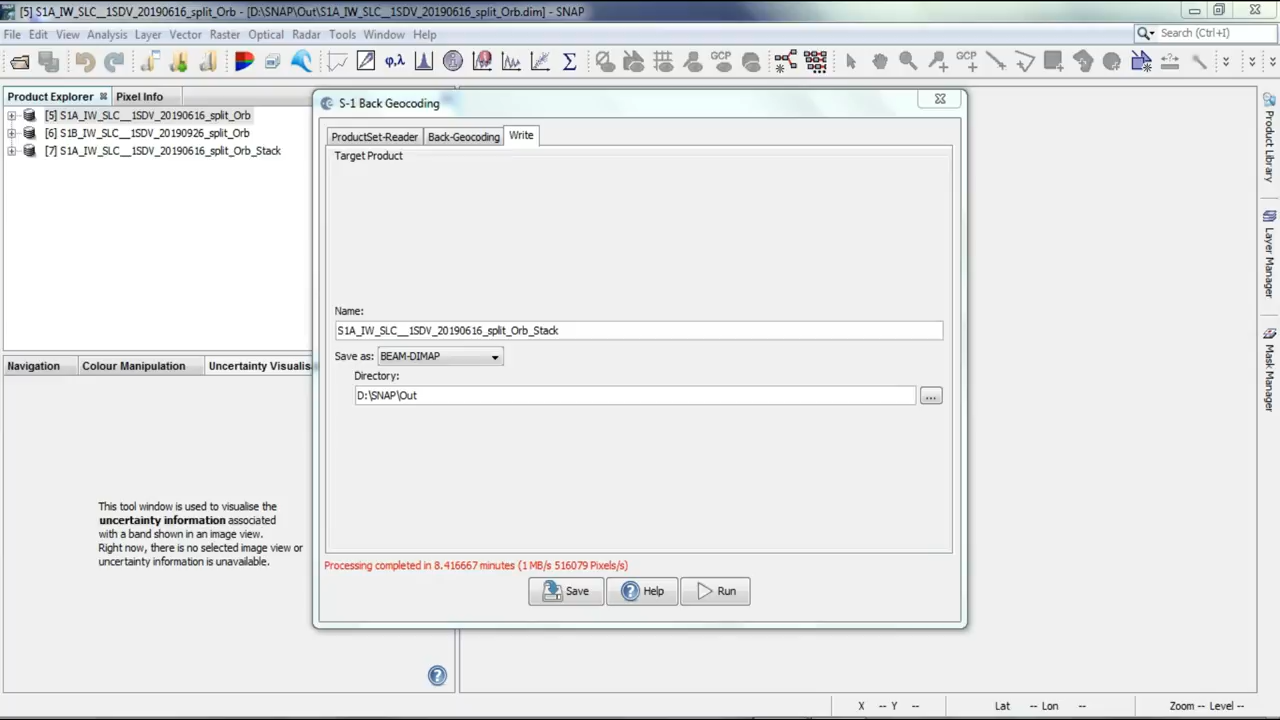 [5] S1A_IW_SLC__1SDV_20190616_split_Orb - [D:\SNAP\Out\S1A_IW_SLC__1SDV_20190616_split_Orb.dim] - SNAP
File Edit View Analysis Layer Vector Raster Optical Radar Tools Window Help
Search (Ctrl+I)
φ,λ
GCP
GCP
Σ
Product Explorer
Pixel Info
[5] S1A_IW_SLC__1SDV_20190616_split_Orb
[6] S1B_IW_SLC__1SDV_20190926_split_Orb
[7] S1A_IW_SLC__1SDV_20190616_split_Orb_Stack
Navigation
Colour Manipulation
Uncertainty Visualis
This tool window is used to visualise the
uncertainty information associated
with a band shown in an image view.
Right now, there is no selected image view or
uncertainty information is unavailable.
S-1 Back Geocoding
ProductSet-Reader
Back-Geocoding
Write
Target Product
Name:
S1A_IW_SLC__1SDV_20190616_split_Orb_Stack
Save as: BEAM-DIMAP
Directory:
D:\SNAP\Out
...
Processing completed in 8.416667 minutes (1 MB/s 516079 Pixels/s)
Save
Help
Run
Product Library
Layer Manager
Mask Manager
X -- Y --
Lat -- Lon --
Zoom -- Level --